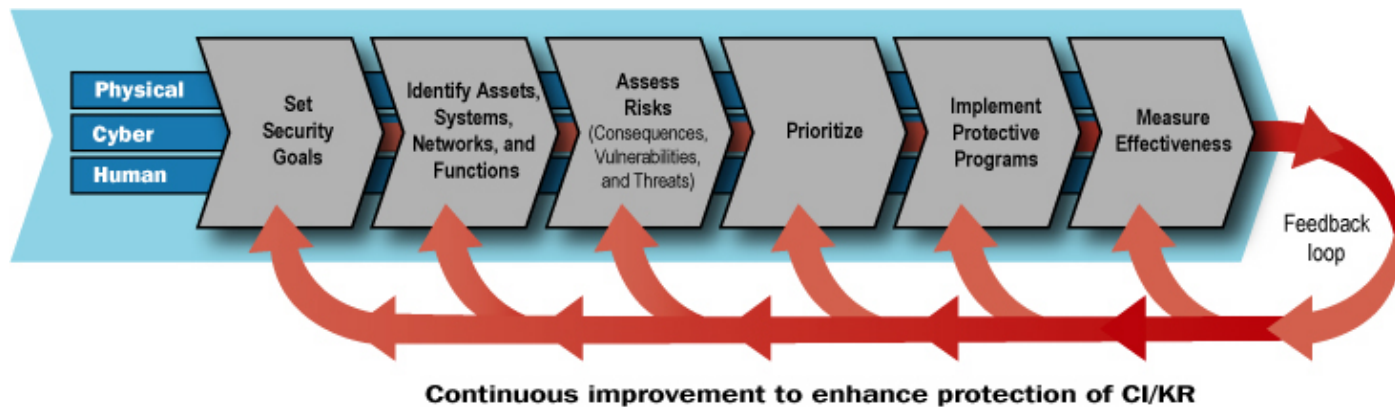 Physical
Cyber
Human
Set
Security
Goals
Identify Assets,
Systems,
Networks, and
Functions
Assess
Risks
(Consequences,
Vulnerabilities,
and Threats)
Prioritize
Implement
Protective
Programs
Measure
Effectiveness
Feedback
loop
Continuous improvement to enhance protection of CI/KR